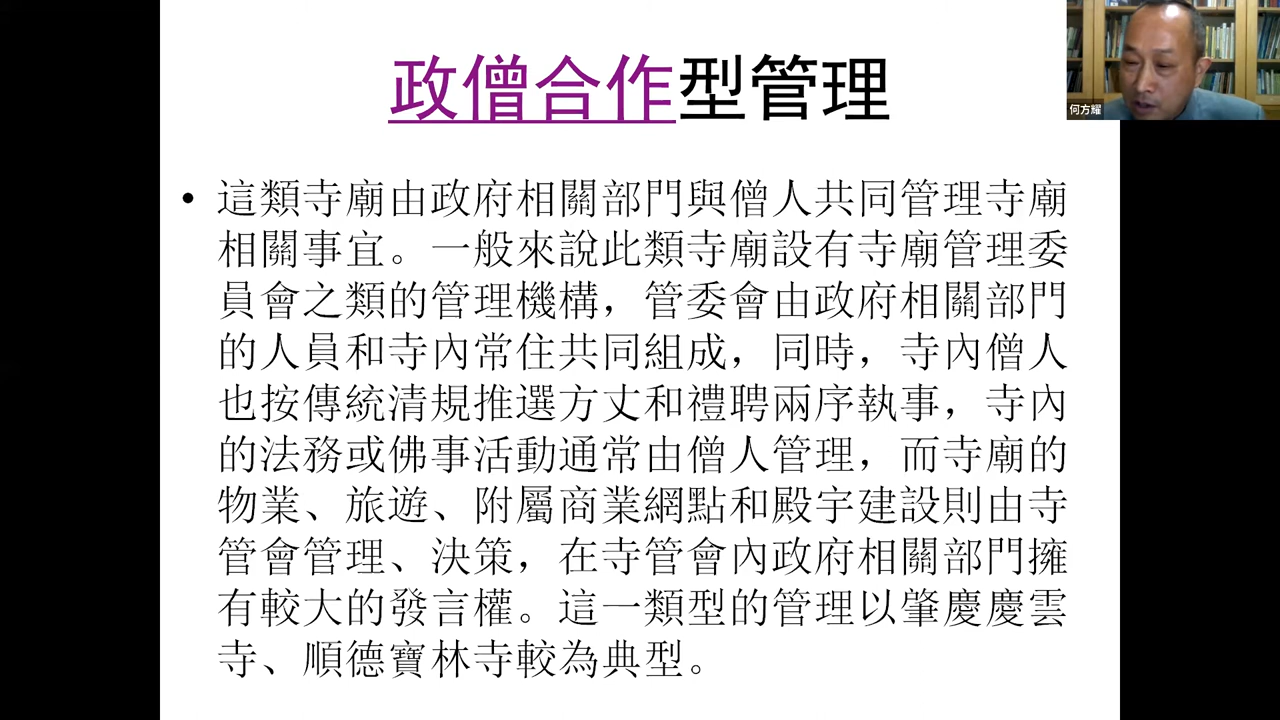 政僧合作型管理
何方耀
• 這類寺廟由政府相關部門與僧人共同管理寺廟
相關事宜。一般來說此類寺廟設有寺廟管理委
員會之類的管理機構，管委會由政府相關部門
的人員和寺內常住共同組成，同時，寺內僧人
也按傳統清規推選方丈和禮聘兩序執事，寺內
的法務或佛事活動通常由僧人管理，而寺廟的
物業、旅遊、附屬商業網點和殿宇建設則由寺
管會管理、決策，在寺管會內政府相關部門擁
有較大的發言權。這一類型的管理以肇慶慶雲
寺、順德寶林寺較為典型。